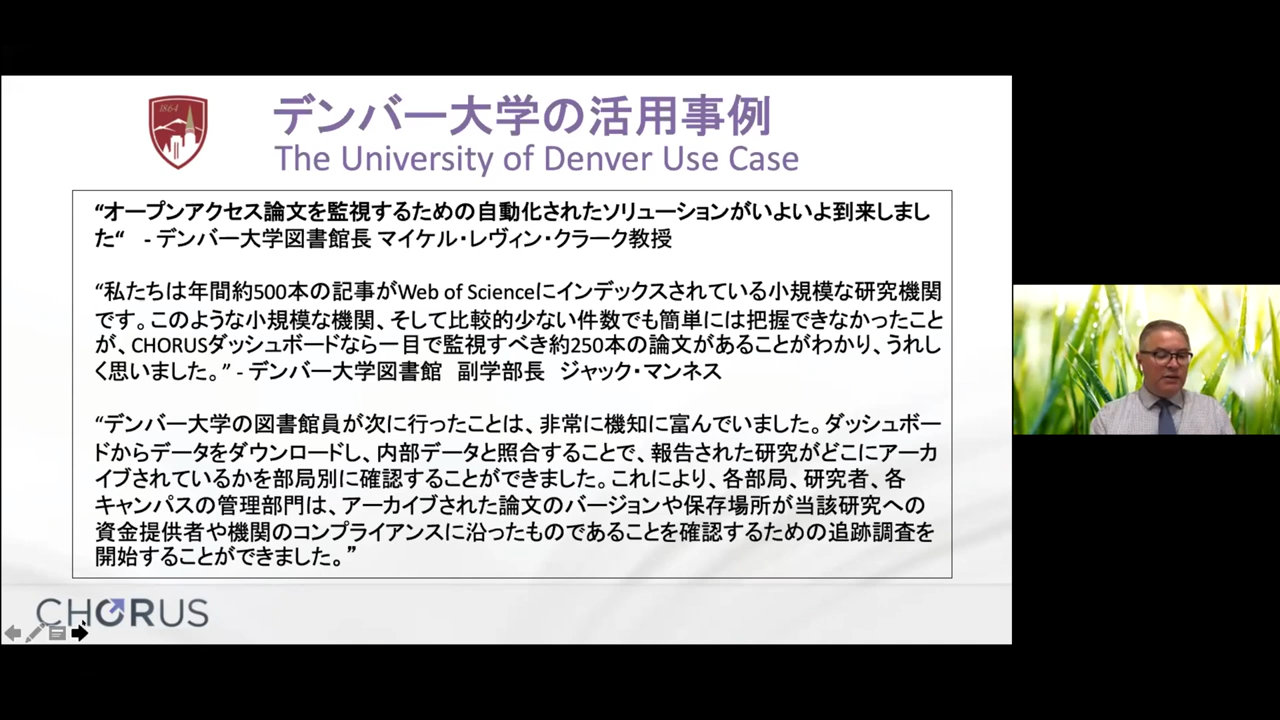 1864
デンバー大学の活用事例
The University of Denver Use Case
“オープンアクセス論文を監視するための自動化されたソリューションがいよいよ到来しまし
た“ - デンバー大学図書館長 マイケル・レヴィン・クラーク教授
“私たちは年間約500本の記事がWeb of Scienceにインデックスされている小規模な研究機関
です。このような小規模な機関、そして比較的少ない件数でも簡単には把握できなかったこと
が、CHORUSダッシュボードなら一目で監視すべき約250本の論文があることがわかり、うれし
く思いました。” - デンバー大学図書館 副学部長 ジャック・マンネス
“デンバー大学の図書館員が次に行ったことは、非常に機知に富んでいました。ダッシュボー
ドからデータをダウンロードし、内部データと照合することで、報告された研究がどこにアーカ
イブされているかを部局別に確認することができました。これにより、各部局、研究者、各
キャンパスの管理部門は、アーカイブされた論文のバージョンや保存場所が当該研究への
資金提供者や機関のコンプライアンスに沿ったものであることを確認するための追跡調査を
開始することができました。”
CHORUS